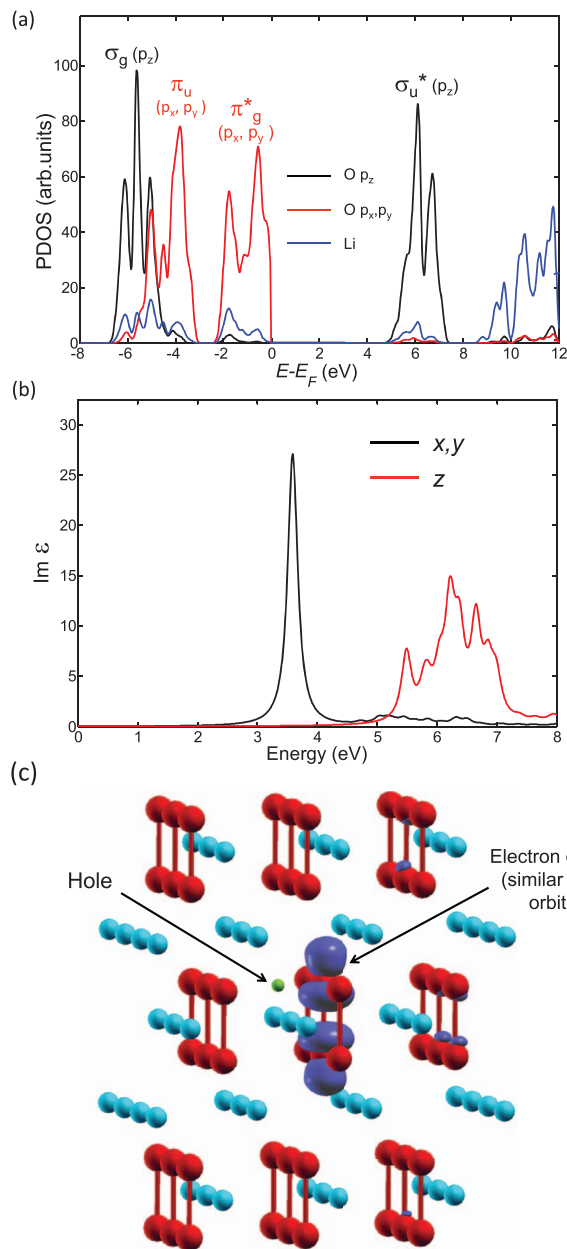 (a)
σg (pz)
πu
(px, py)
π*g
(px, py)
σu* (pz)
O pz
O px,py
Li
PDOS (arb.units)
100
80
60
40
20
0
-8 -6 -4 -2 0 2 4 6 8 10 12
E-EF (eV)
(b)
x,y
z
Im ε
30
25
20
15
10
5
0
0 1 2 3 4 5 6 7 8
Energy (eV)
(c)
Hole
Electron
(similar
orbit